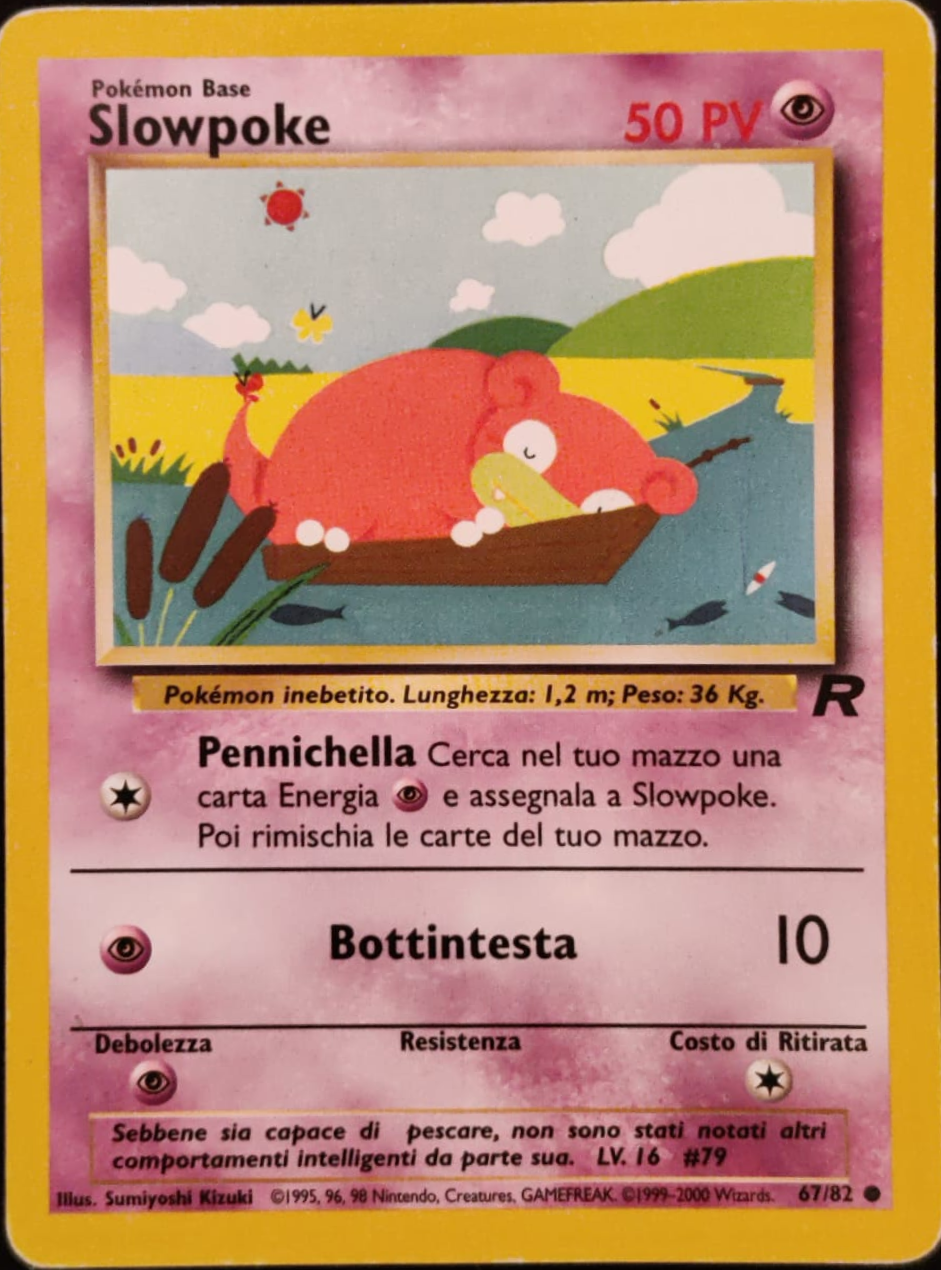 Pokémon Base
Slowpoke 50 PV
Pokémon inebetito. Lunghezza: 1,2 m; Peso: 36 Kg.
R
Pennichella Cerca nel tuo mazzo una
carta Energia e assegnala a Slowpoke.
Poi rimischia le carte del tuo mazzo.
Bottintesta 10
Debolezza Resistenza Costo di Ritirata
Sebbene sia capace di pescare, non sono stati notati altri
comportamenti intelligenti da parte sua. LV. 16 #79
Illus. Sumiyoshi Kizuki ©1995, 96, 98 Nintendo, Creatures, GAMEFREAK. ©1999-2000 Wizards. 67/82